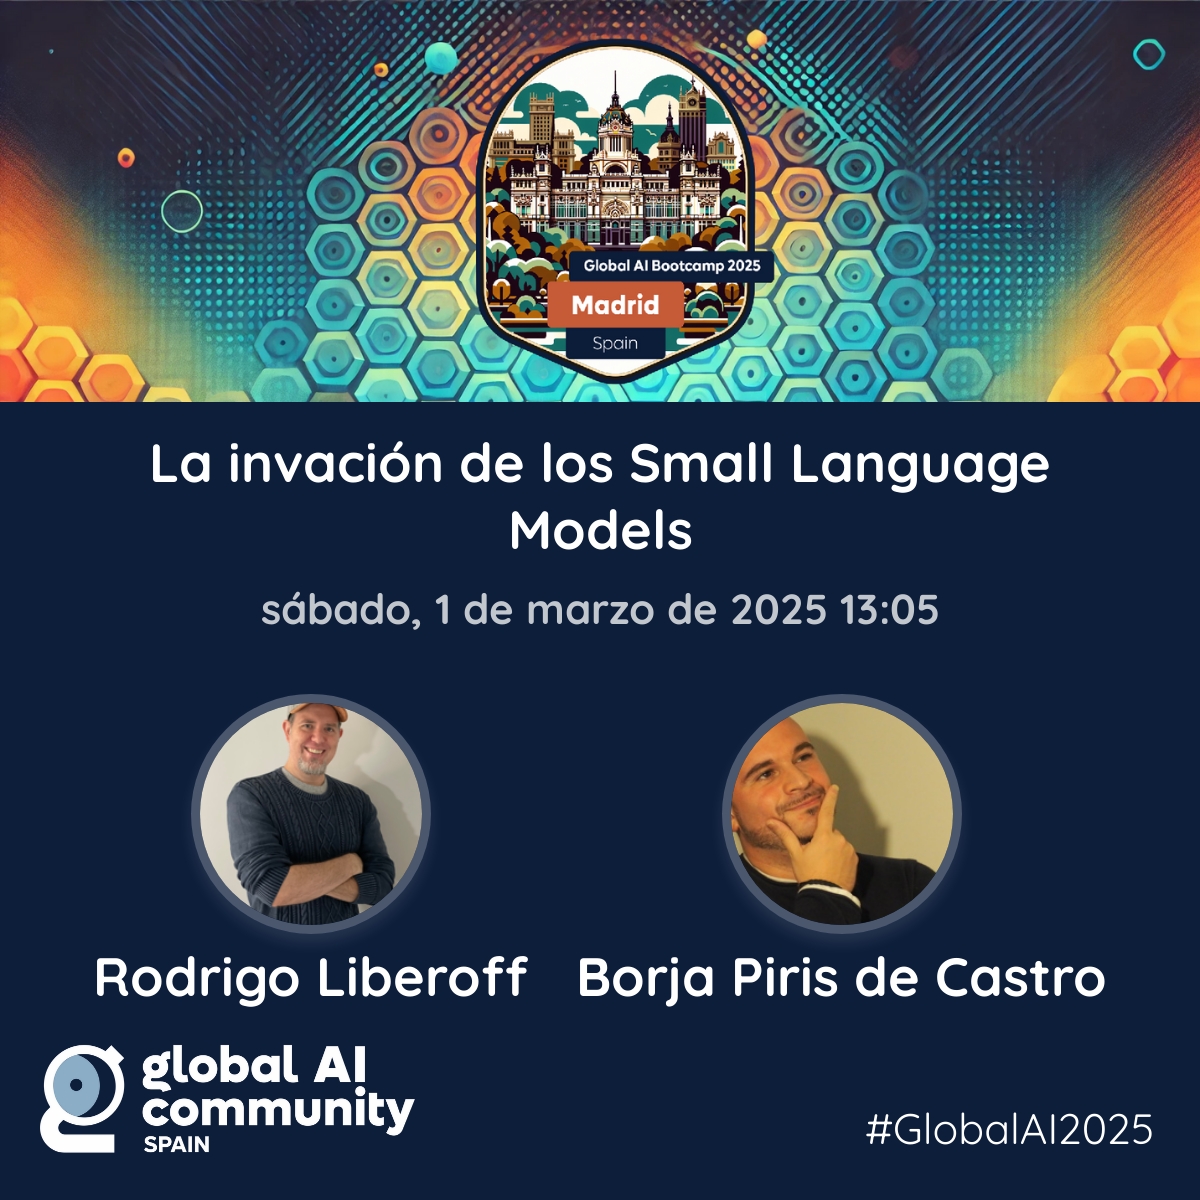 Global AI Bootcamp 2025
Madrid
Spain
La invación de los Small Language
Models
sábado, 1 de marzo de 2025 13:05
Rodrigo Liberoff
Borja Piris de Castro
global AI
community
SPAIN
#GlobalAI2025